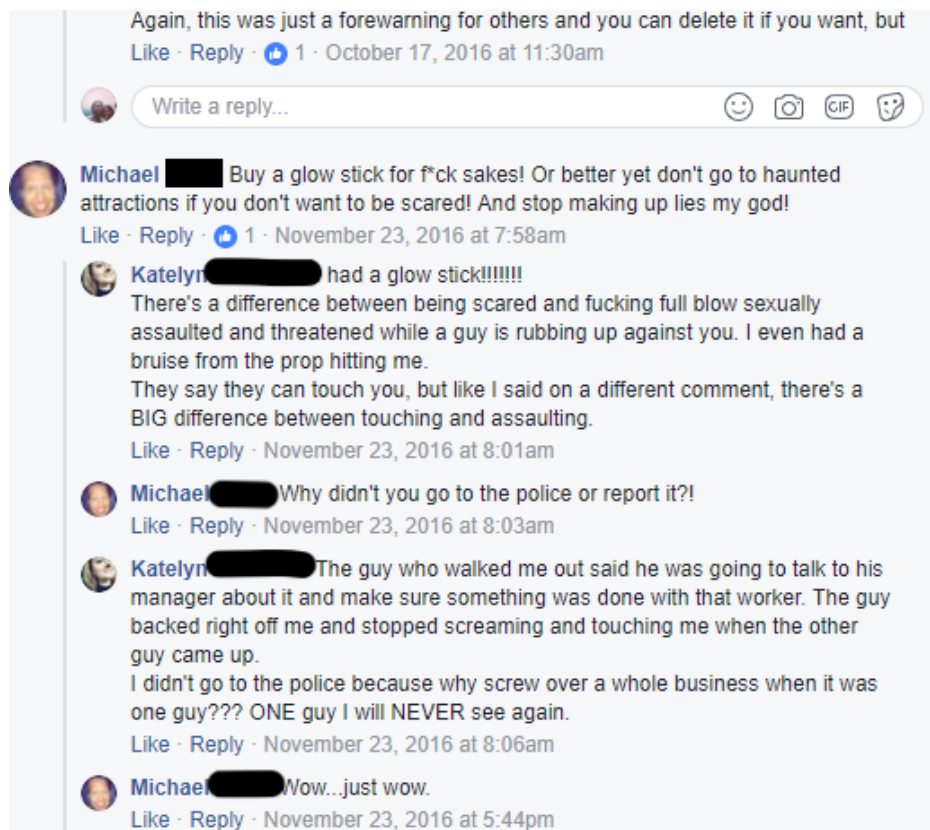 Again, this was just a forewarning for others and you can delete it if you want, but
Like · Reply · 1 · October 17, 2016 at 11:30am
Write a reply... GIF
Michael Buy a glow stick for f*ck sakes! Or better yet don't go to haunted
attractions if you don't want to be scared! And stop making up lies my god!
Like · Reply · 1 · November 23, 2016 at 7:58am
Katelyn had a glow stick!!!!!!!
There's a difference between being scared and fucking full blow sexually
assaulted and threatened while a guy is rubbing up against you. I even had a
bruise from the prop hitting me.
They say they can touch you, but like I said on a different comment, there's a
BIG difference between touching and assaulting.
Like · Reply · November 23, 2016 at 8:01am
Michael Why didn't you go to the police or report it?!
Like · Reply · November 23, 2016 at 8:03am
Katelyn The guy who walked me out said he was going to talk to his
manager about it and make sure something was done with that worker. The guy
backed right off me and stopped screaming and touching me when the other
guy came up.
I didn't go to the police because why screw over a whole business when it was
one guy??? ONE guy I will NEVER see again.
Like · Reply · November 23, 2016 at 8:06am
Michael Wow...just wow.
Like · Reply · November 23, 2016 at 5:44pm